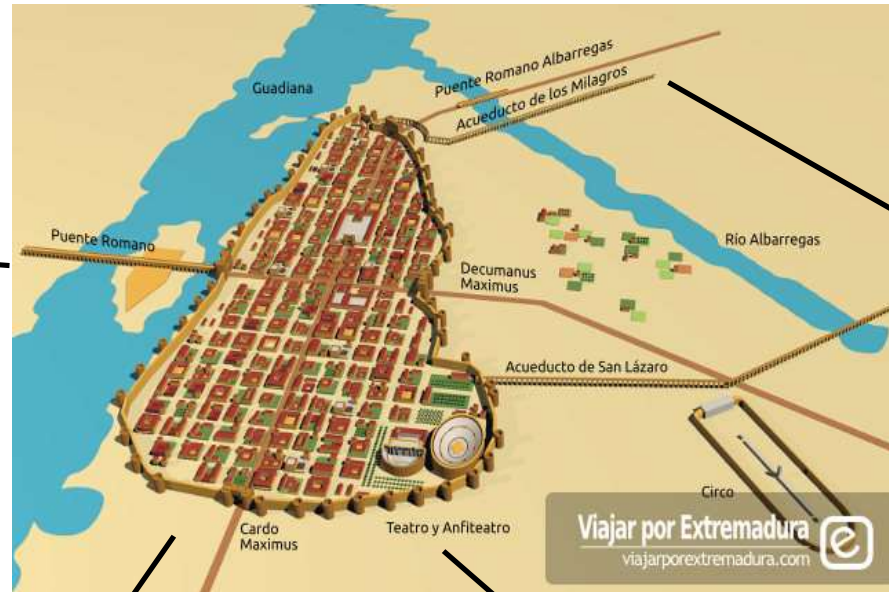 Guadiana
Puente Romano Albarregas
Acueducto de los Milagros
Puente Romano
Río Albarregas
Decumanus
Maximus
Acueducto de San Lázaro
Circo
Cardo
Maximus
Teatro y Anfiteatro
Viajar por Extremadura
viajarporextremadura.com
e